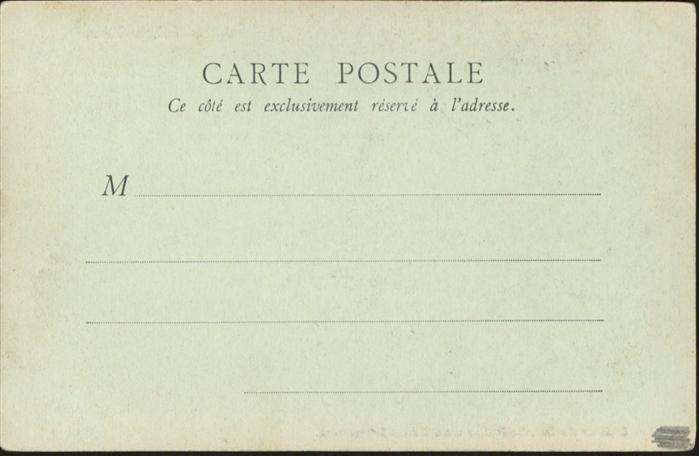 CARTE POSTALE
Ce côté est exclusivement réservé à l'adresse.
M